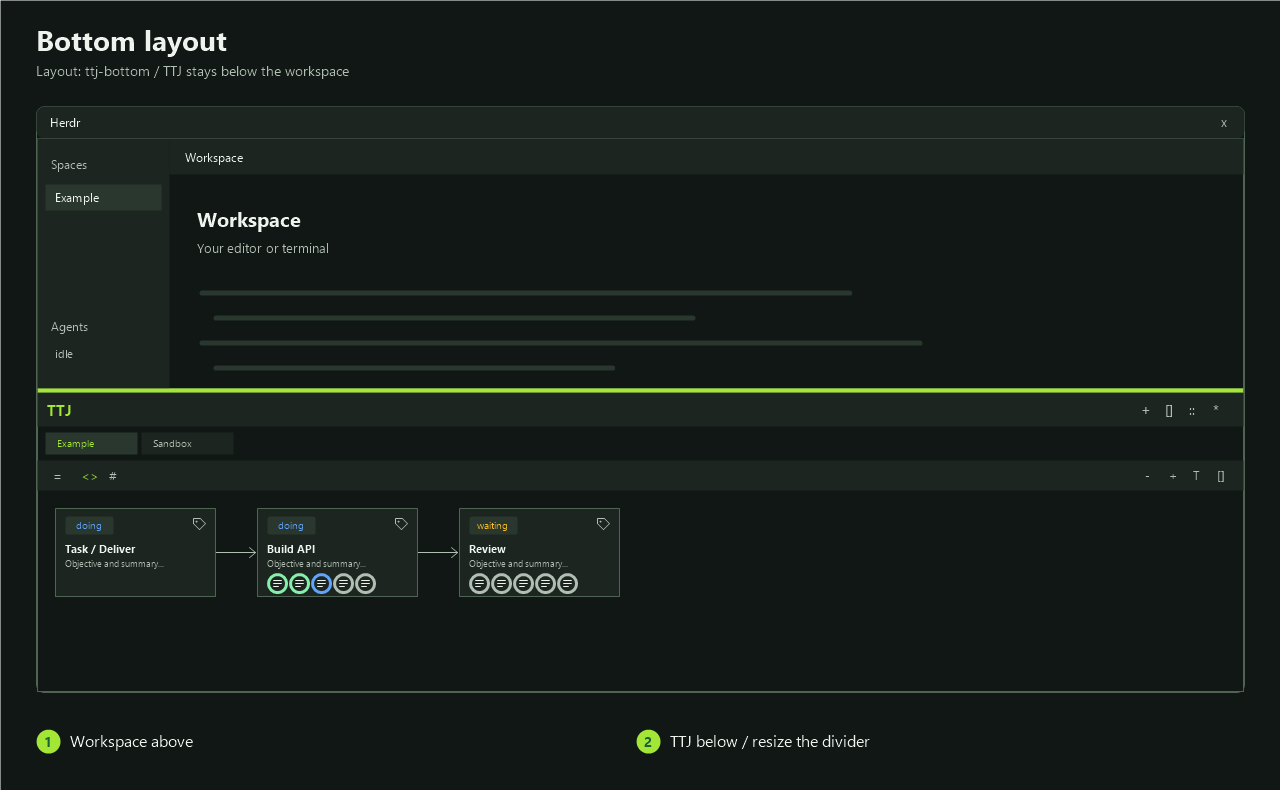 Bottom layout
Layout: ttj-bottom / TTJ stays below the workspace
Herdr x
Spaces
Workspace
Example
Workspace
Your editor or terminal
Agents
idle
TTJ + [] :: *
Example Sandbox
= <> # - + T []
doing doing waiting
Task / Deliver Build API Review
Objective and summary... Objective and summary... Objective and summary...
1 Workspace above 2 TTJ below / resize the divider